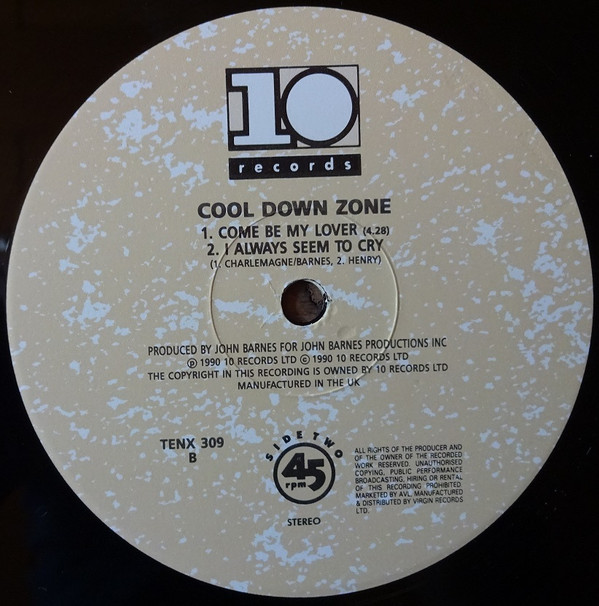 10
records
COOL DOWN ZONE
1. COME BE MY LOVER (4.28)
2. I ALWAYS SEEM TO CRY
(1. CHARLEMAGNE/BARNES, 2. HENRY)
PRODUCED BY JOHN BARNES FOR JOHN BARNES PRODUCTIONS INC
℗ 1990 10 RECORDS LTD © 1990 10 RECORDS LTD
THE COPYRIGHT IN THIS RECORDING IS OWNED BY 10 RECORDS LTD
MANUFACTURED IN THE UK
TENX 309
B
SIDE TWO
45
rpm
STEREO
ALL RIGHTS OF THE PRODUCER AND
OF THE OWNER OF THE RECORDED
WORK RESERVED. UNAUTHORISED
COPYING, PUBLIC PERFORMANCE
BROADCASTING, HIRING OR RENTAL
OF THIS RECORDING PROHIBITED.
MARKETED BY AVL, MANUFACTURED
& DISTRIBUTED BY VIRGIN RECORDS
LTD.